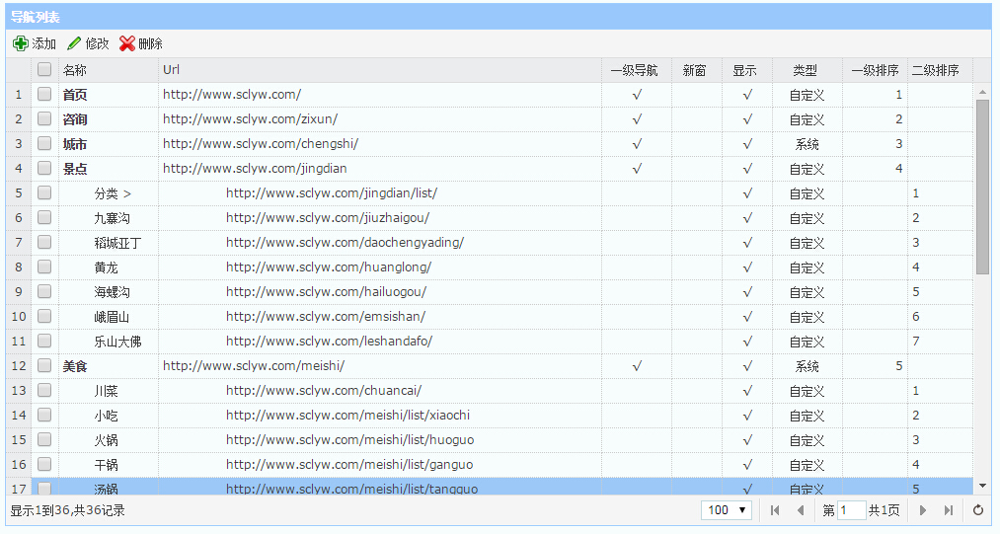 导航列表
添加 修改 删除
名称 Url 一级导航 新窗 显示 类型 一级排序 二级排序
1 首页 http://www.sclyw.com/ √ √ 自定义 1
2 咨询 http://www.sclyw.com/zixun/ √ √ 自定义 2
3 城市 http://www.sclyw.com/chengshi/ √ √ 系统 3
4 景点 http://www.sclyw.com/jingdian √ √ 自定义 4
5 分类 > http://www.sclyw.com/jingdian/list/ √ 自定义 1
6 九寨沟 http://www.sclyw.com/jiuzhaigou/ √ 自定义 2
7 稻城亚丁 http://www.sclyw.com/daochengyading/ √ 自定义 3
8 黄龙 http://www.sclyw.com/huanglong/ √ 自定义 4
9 海螺沟 http://www.sclyw.com/hailuogou/ √ 自定义 5
10 峨眉山 http://www.sclyw.com/emsishan/ √ 自定义 6
11 乐山大佛 http://www.sclyw.com/leshandafo/ √ 自定义 7
12 美食 http://www.sclyw.com/meishi/ √ √ 系统 5
13 川菜 http://www.sclyw.com/chuancai/ √ 自定义 1
14 小吃 http://www.sclyw.com/meishi/list/xiaochi √ 自定义 2
15 火锅 http://www.sclyw.com/meishi/list/huoguo √ 自定义 3
16 干锅 http://www.sclyw.com/meishi/list/ganguo √ 自定义 4
17 汤锅 http://www.sclyw.com/meishi/list/tangguo √ 自定义 5
显示1到36,共36记录 100 第 1 共1页